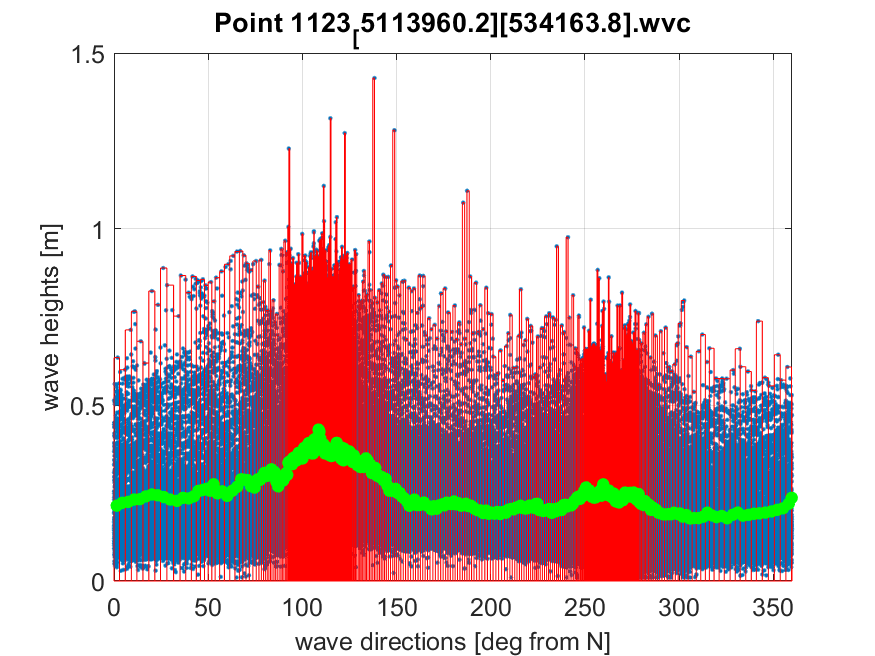 Point 1123[5113960.2][534163.8].wvc
1.5
1
0.5
0
wave heights [m]
0 50 100 150 200 250 300 350
wave directions [deg from N]